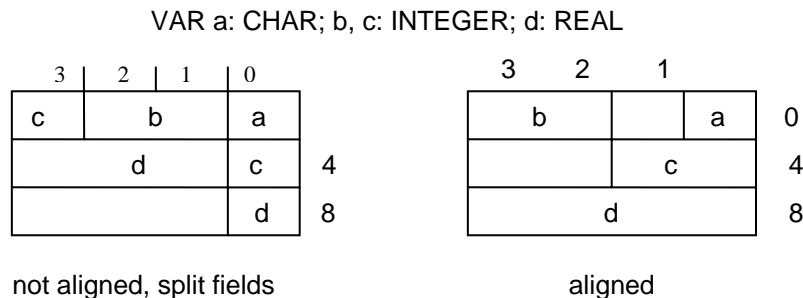 VAR a: CHAR; b, c: INTEGER; d: REAL
3 2 1 0
3 2 1
c b a
b a 0
d c 4
c 4
d 8
d 8
not aligned, split fields
aligned